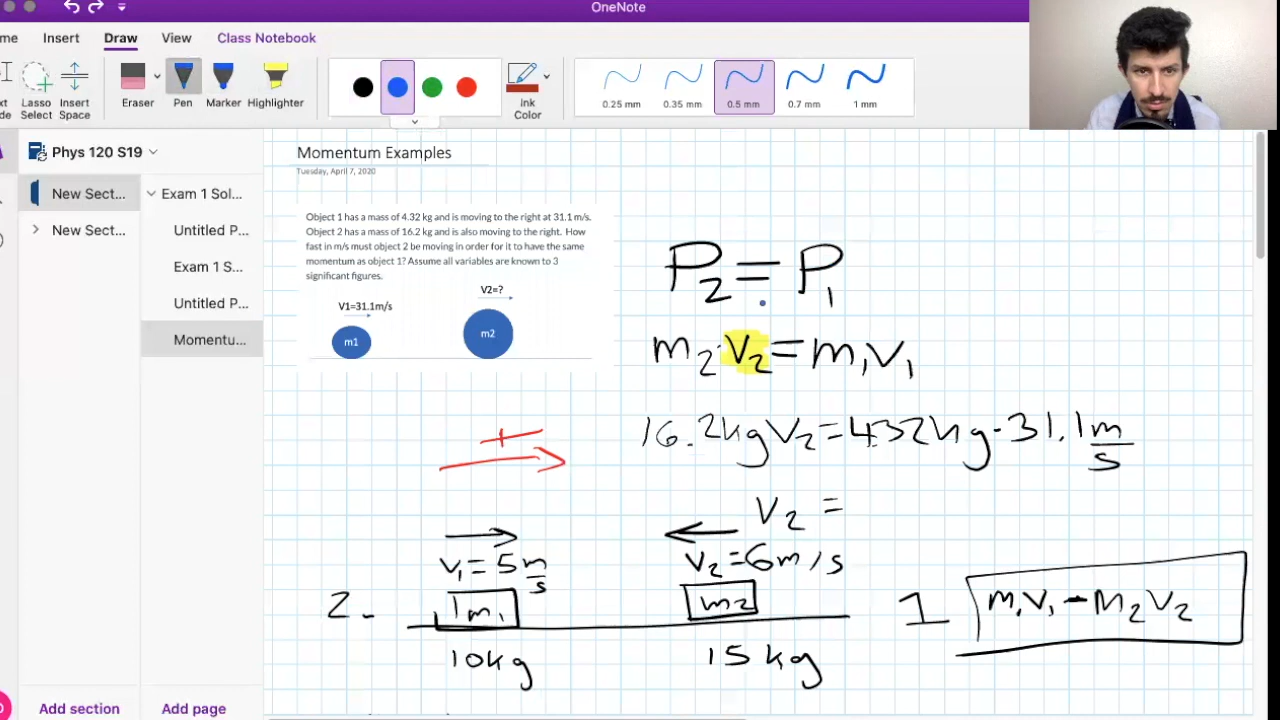 OneNote
me Insert Draw View Class Notebook
Eraser Pen Marker Highlighter
Lasso Select
Insert Space
Ink Color
0.25 mm 0.35 mm 0.5 mm 0.7 mm 1 mm
Phys 120 S19
New Sect...
New Sect...
Exam 1 Sol...
Untitled P...
Exam 1 S...
Untitled P...
Momentu...
Add section Add page
Momentum Examples
Tuesday, April 7, 2020
Object 1 has a mass of 4.32 kg and is moving to the right at 31.1 m/s.
Object 2 has a mass of 16.2 kg and is also moving to the right. How
fast in m/s must object 2 be moving in order for it to have the same
momentum as object 1? Assume all variables are known to 3
significant figures.
V1=31.1m/s
V2=?
m1
m2
P₂ = P₁
m₂·V₂ = m₁V₁
16.2kgV₂=4.32kg·31.1m/s
V₂ =
+
V₁ = 5m/s
V₂=6m/s
2.
m₁
m2
10kg
15kg
1
m₁V₁ - M₂V₂